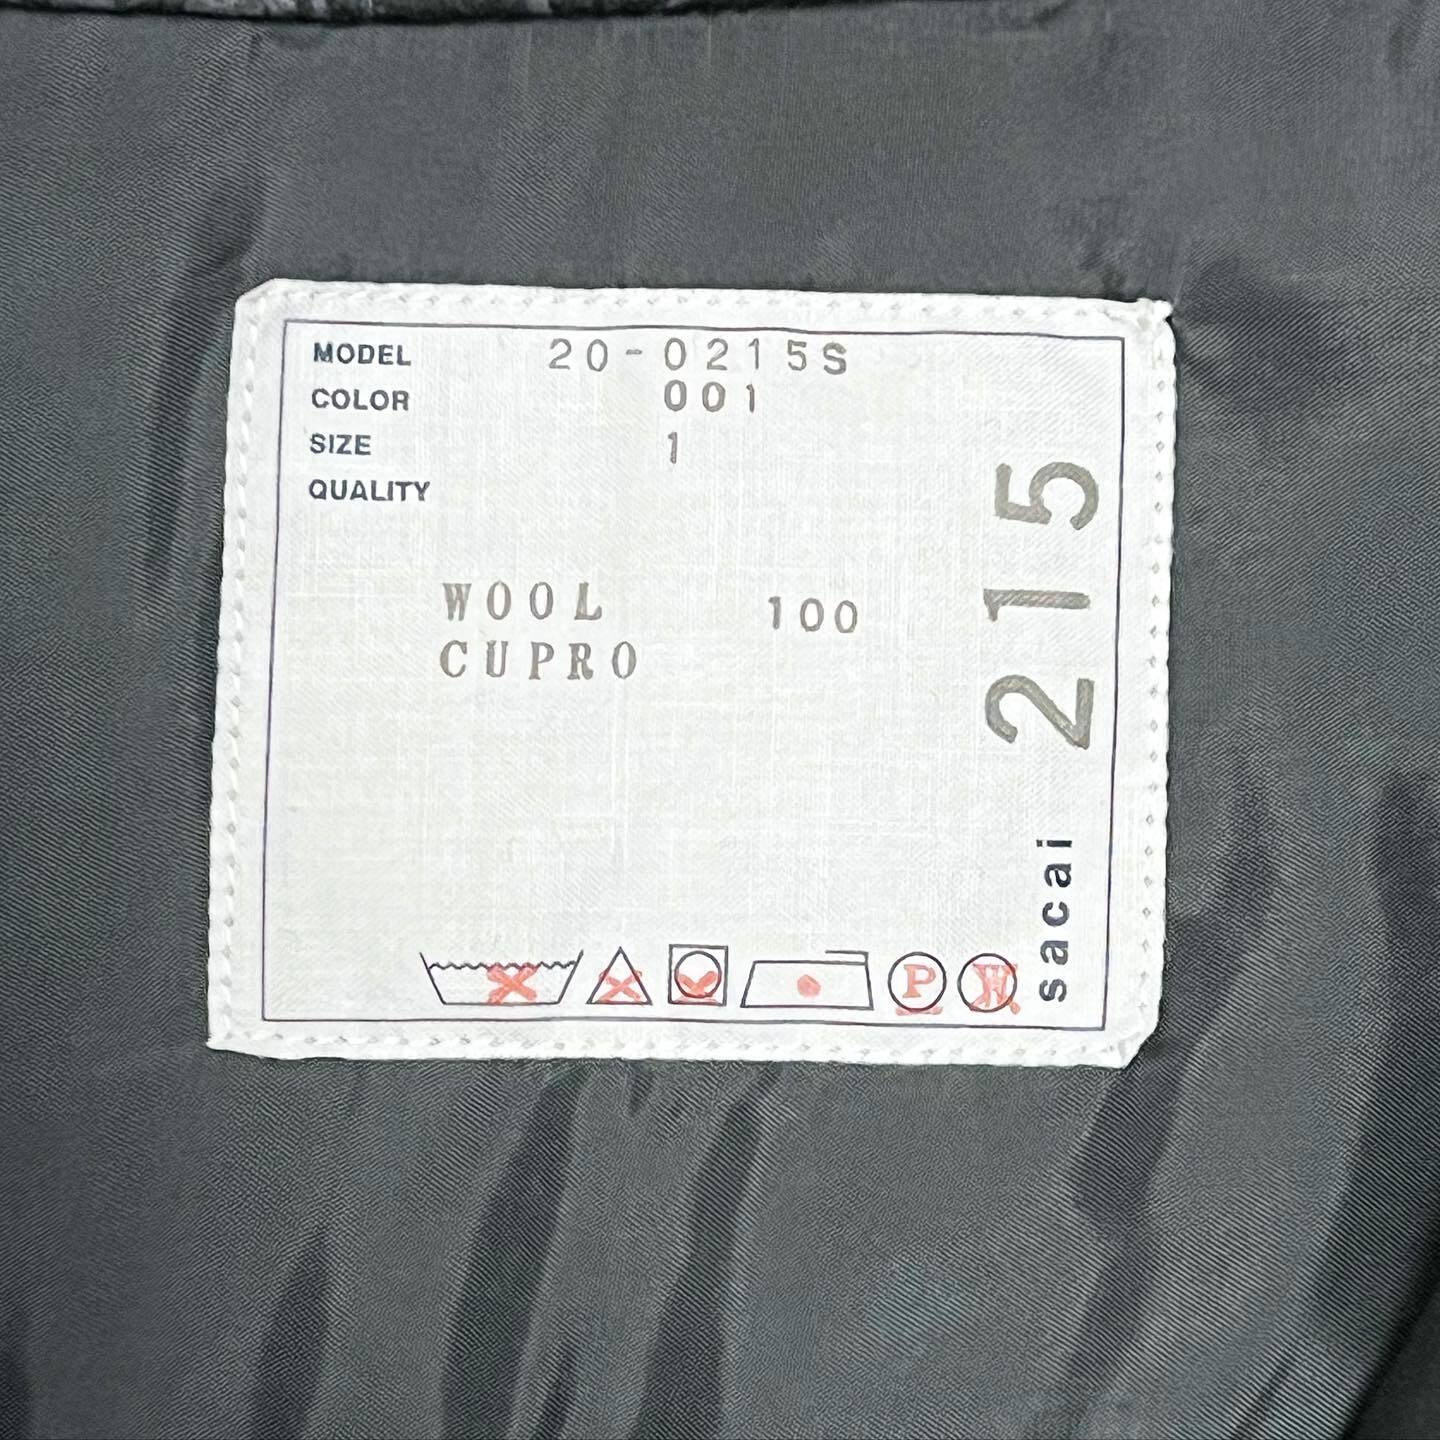 MODEL 20-0215S
COLOR 001
SIZE 1
QUALITY
WOOL 100
CUPRO
215
sacai
P
W